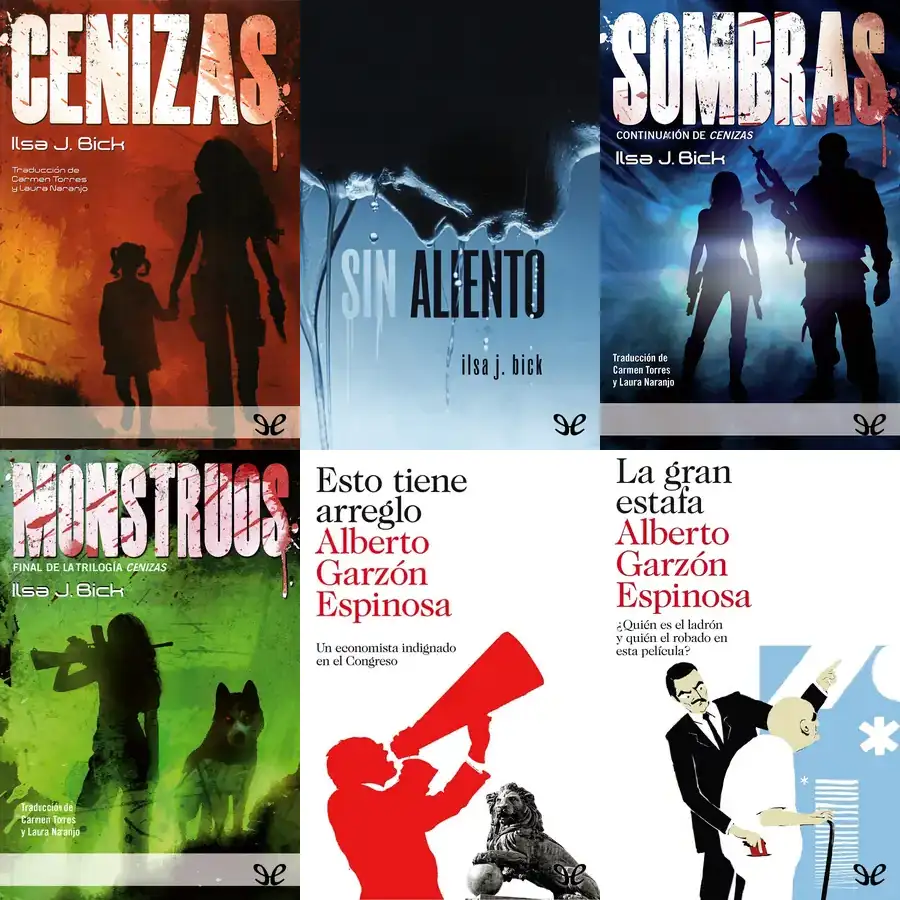 CENIZAS
Ilsa J. Bick
Traducción de
Carmen Torres
y Laura Naranjo
SIN ALIENTO
ilsa j. bick
SOMBRAS
CONTINUACIÓN DE CENIZAS
Ilsa J. Bick
Traducción de
Carmen Torres
y Laura Naranjo
MONSTRUOS
FINAL DE LA TRILOGÍA CENIZAS
Ilsa J. Bick
Traducción de
Carmen Torres
y Laura Naranjo
Esto tiene
arreglo
Alberto
Garzón
Espinosa
Un economista indignado
en el Congreso
La gran
estafa
Alberto
Garzón
Espinosa
¿Quién es el ladrón
y quién el robado en
esta película?